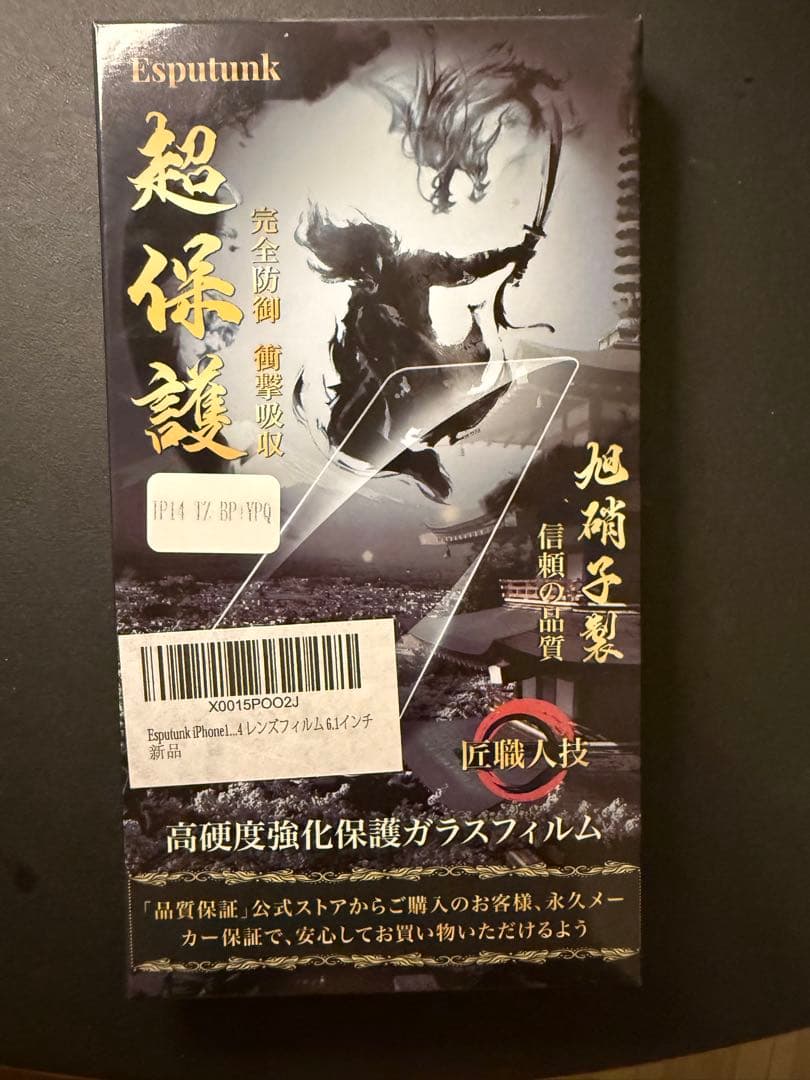 Esputunk
超保護
完全防御 衝撃吸収
IP14 TZ BP+YPQ
旭硝子製
信頼の品質
X0015POO2J
Esputunk iPhone1...4 レンズフィルム 6.1インチ
新品
匠職人技
高硬度強化保護ガラスフィルム
「品質保証」公式ストアからご購入のお客様、永久メー
カー保証で、安心してお買い物いただけるよう